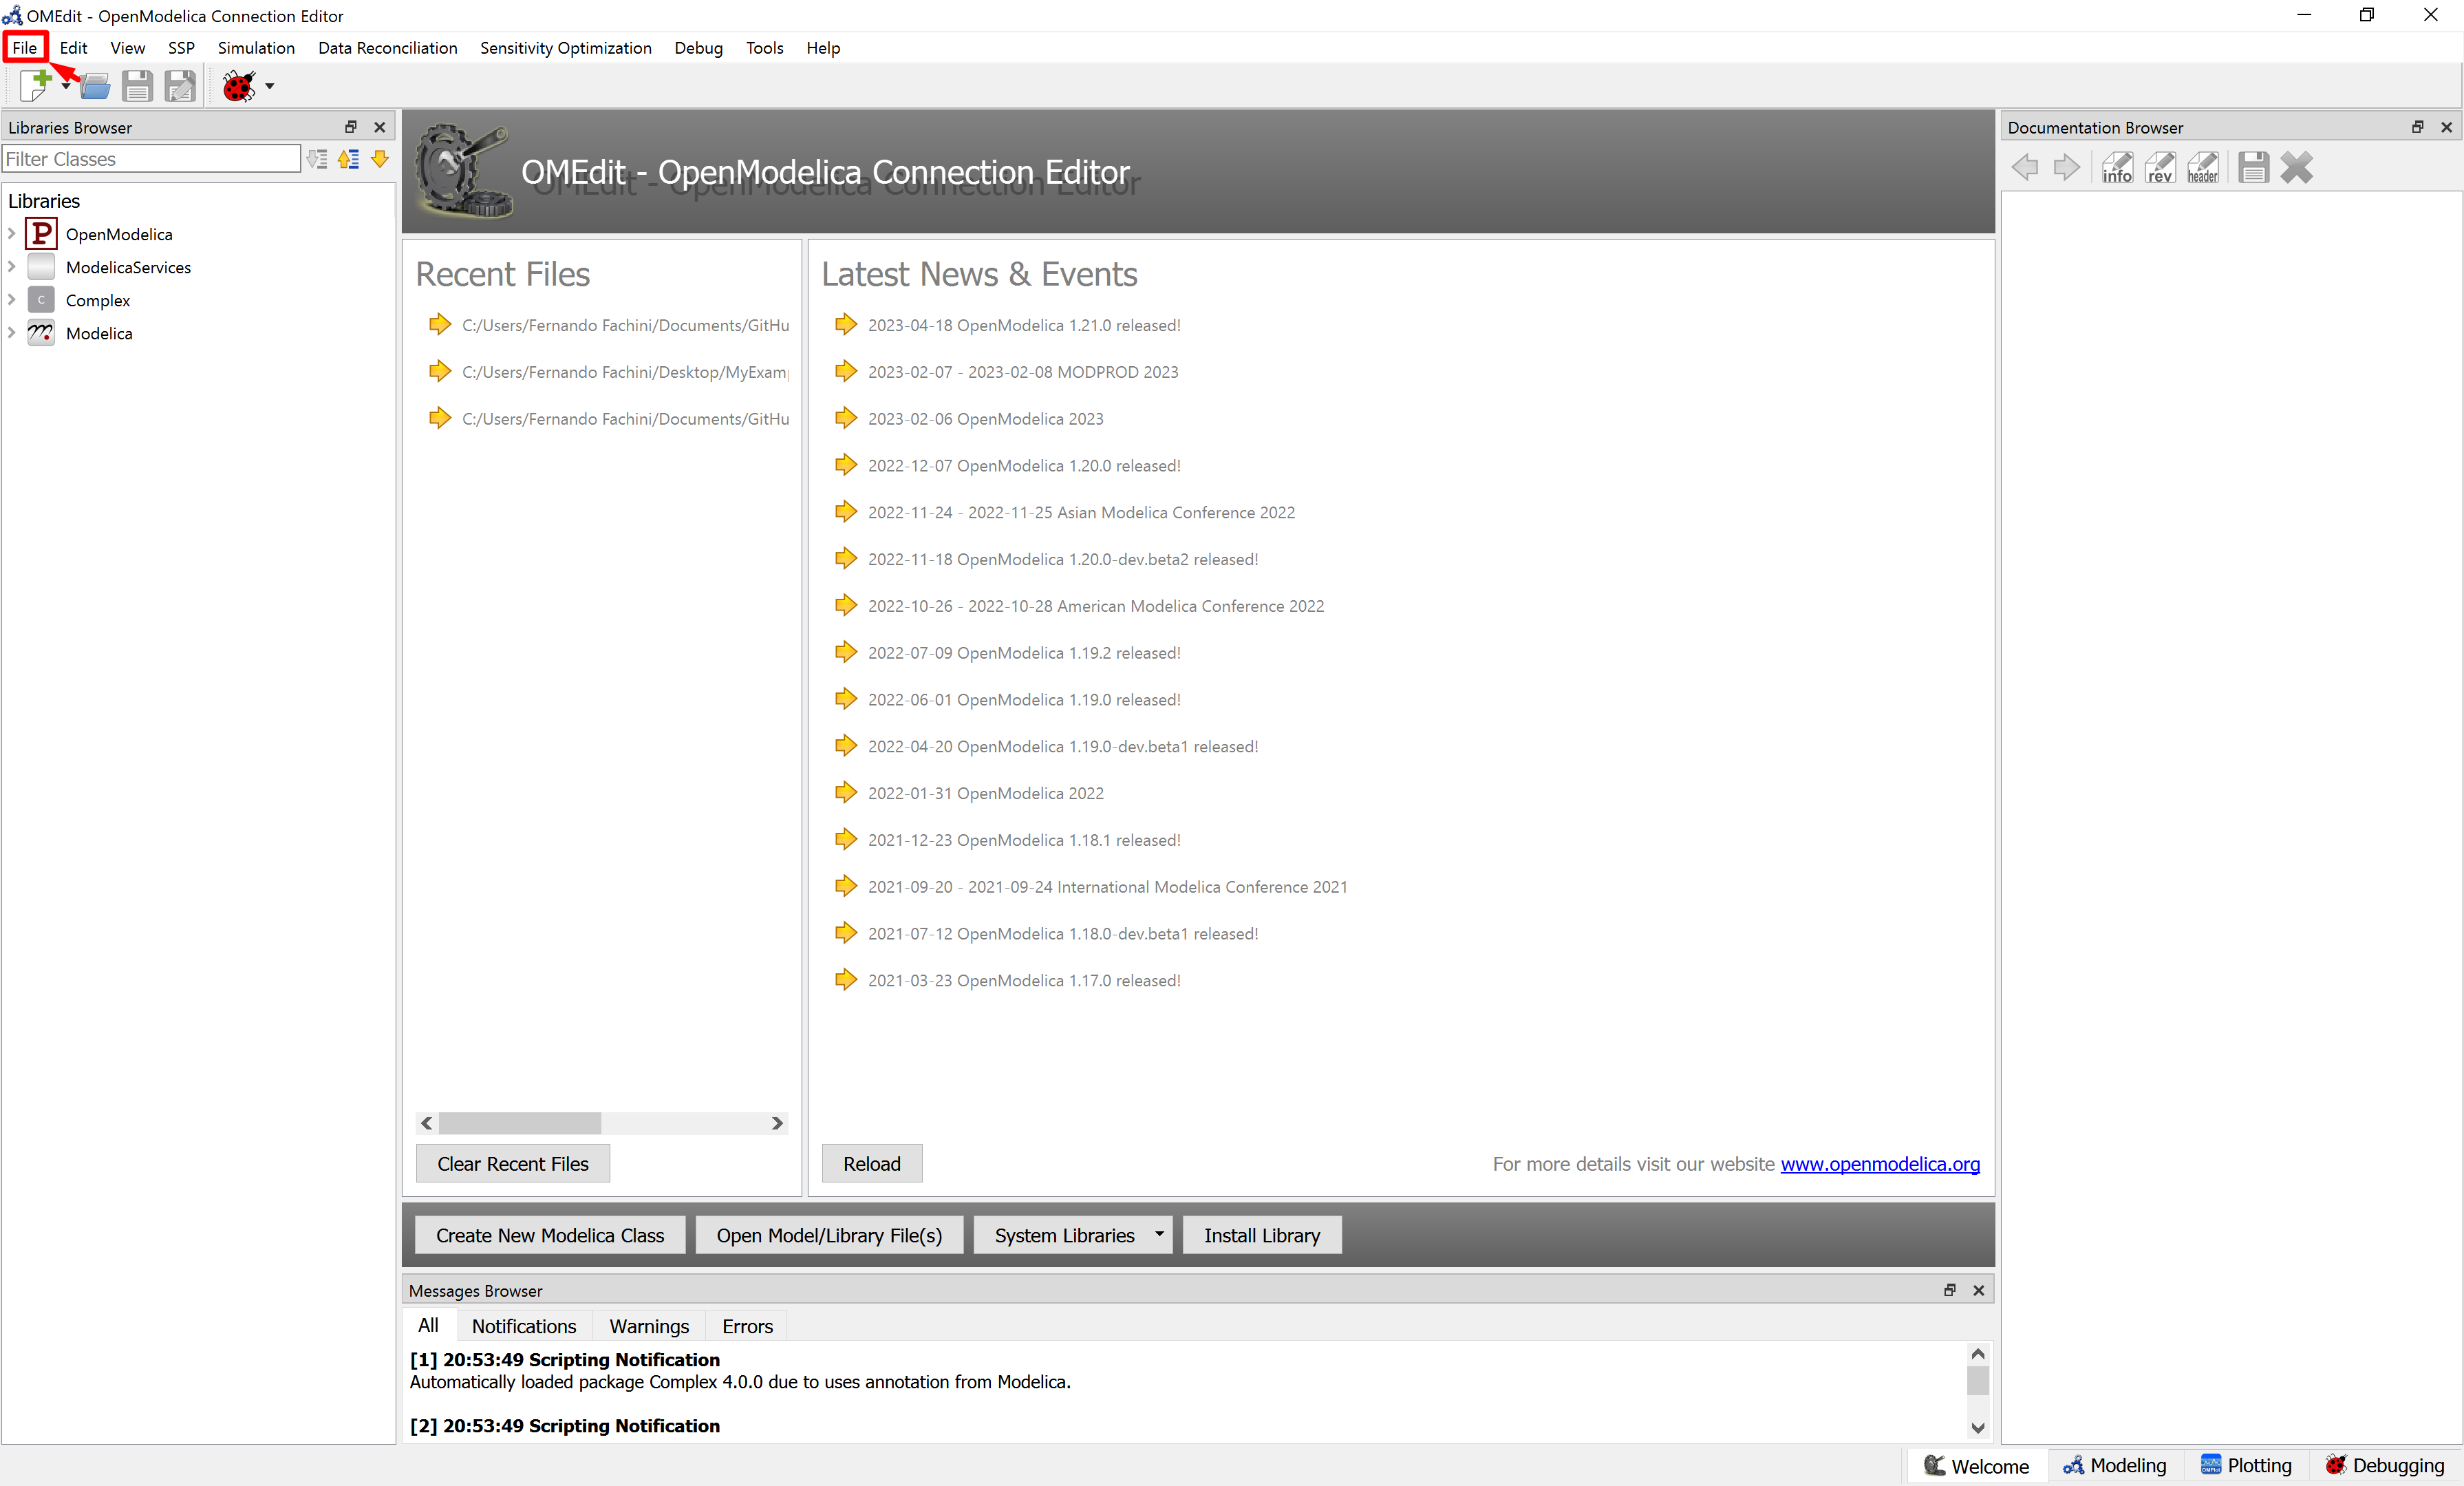 OMEdit - OpenModelica Connection Editor
File Edit View SSP Simulation Data Reconciliation Sensitivity Optimization Debug Tools Help
Libraries Browser
Filter Classes
Libraries
P OpenModelica
ModelicaServices
C Complex
m Modelica
OMEdit - OpenModelica Connection Editor
Recent Files
C:/Users/Fernando Fachini/Documents/GitHu
C:/Users/Fernando Fachini/Desktop/MyExam
C:/Users/Fernando Fachini/Documents/GitHu
Clear Recent Files
Latest News & Events
2023-04-18 OpenModelica 1.21.0 released!
2023-02-07 - 2023-02-08 MODPROD 2023
2023-02-06 OpenModelica 2023
2022-12-07 OpenModelica 1.20.0 released!
2022-11-24 - 2022-11-25 Asian Modelica Conference 2022
2022-11-18 OpenModelica 1.20.0-dev.beta2 released!
2022-10-26 - 2022-10-28 American Modelica Conference 2022
2022-07-09 OpenModelica 1.19.2 released!
2022-06-01 OpenModelica 1.19.0 released!
2022-04-20 OpenModelica 1.19.0-dev.beta1 released!
2022-01-31 OpenModelica 2022
2021-12-23 OpenModelica 1.18.1 released!
2021-09-20 - 2021-09-24 International Modelica Conference 2021
2021-07-12 OpenModelica 1.18.0-dev.beta1 released!
2021-03-23 OpenModelica 1.17.0 released!
Reload
For more details visit our website www.openmodelica.org
Create New Modelica Class Open Model/Library File(s) System Libraries Install Library
Messages Browser
All Notifications Warnings Errors
[1] 20:53:49 Scripting Notification
Automatically loaded package Complex 4.0.0 due to uses annotation from Modelica.
[2] 20:53:49 Scripting Notification
Documentation Browser
info rev header
Welcome Modeling OMPlot Plotting Debugging